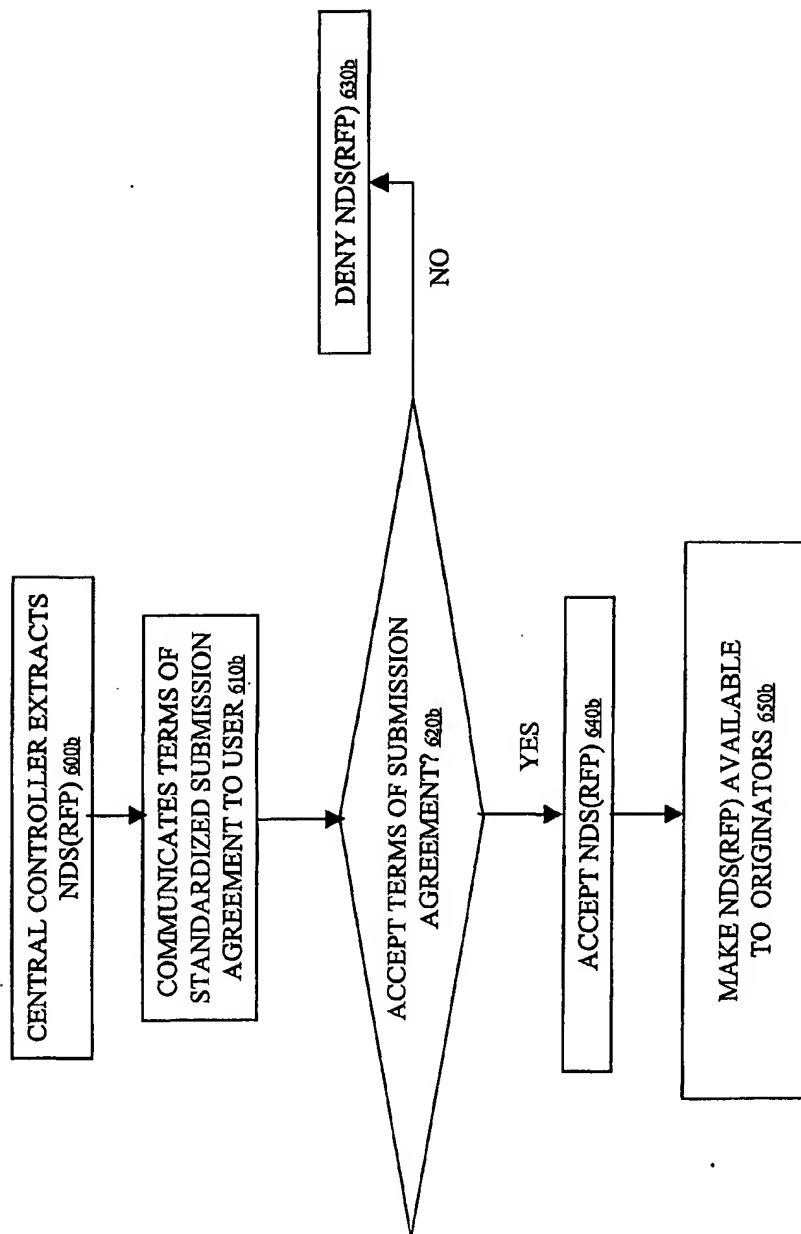 CENTRAL CONTROLLER EXTRACTS
NDS(RFP) 600b
COMMUNICATES TERMS OF
STANDARDIZED SUBMISSION
AGREEMENT TO USER 610b
ACCEPT TERMS OF SUBMISSION
AGREEMENT? 620b
NO
DENY NDS(RFP) 630b
YES
ACCEPT NDS(RFP) 640b
MAKE NDS(RFP) AVAILABLE
TO ORIGINATORS 650b